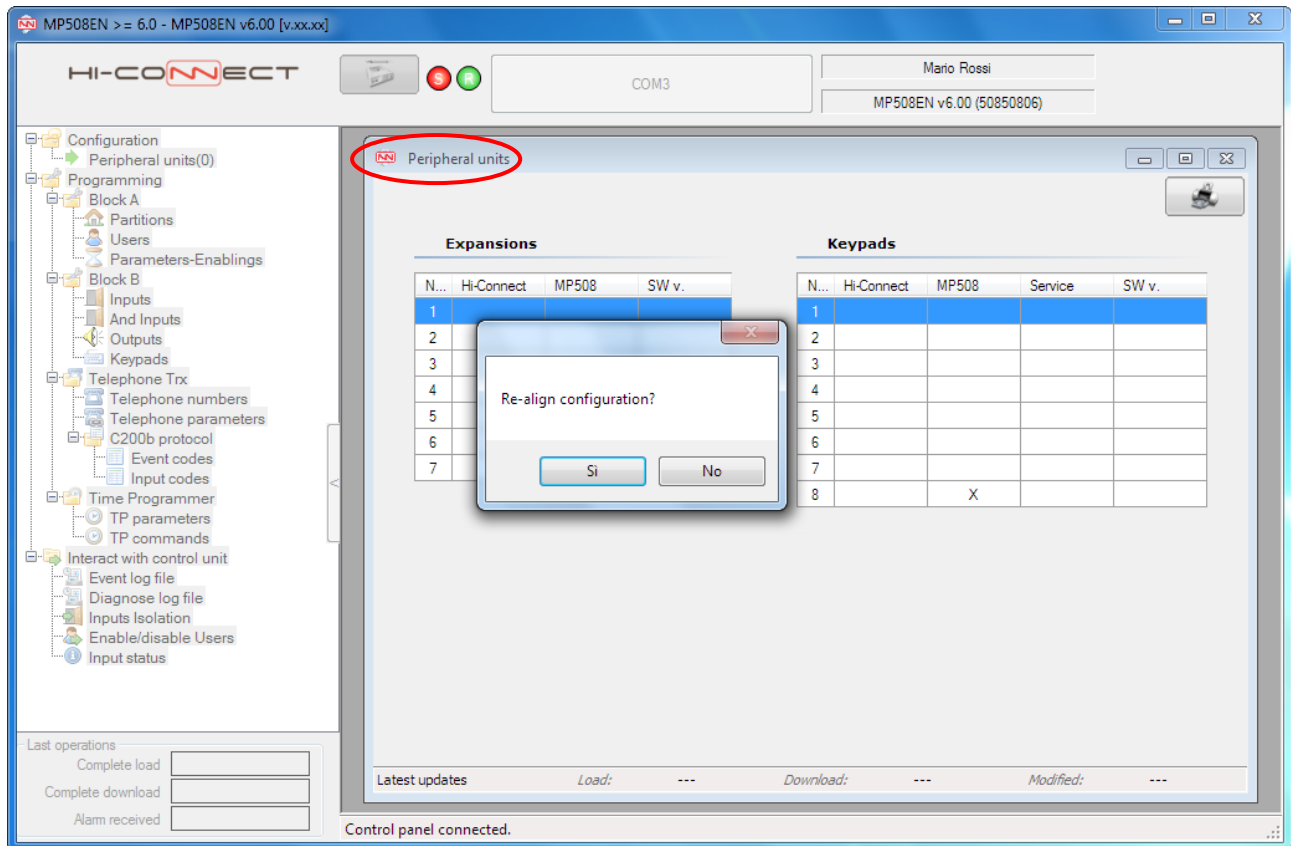 MP508EN >= 6.0 - MP508EN v6.00 [v.xx.xx]
HI-CONNECT
S R
COM3
Mario Rossi
MP508EN v6.00 (50850806)
Configuration
Peripheral units(0)
Programming
Block A
Partitions
Users
Parameters-Enablings
Block B
Inputs
And Inputs
Outputs
Keypads
Telephone Trx
Telephone numbers
Telephone parameters
C200b protocol
Event codes
Input codes
Time Programmer
TP parameters
TP commands
Interact with control unit
Event log file
Diagnose log file
Inputs Isolation
Enable/disable Users
Input status
Last operations
Complete load
Complete download
Alarm received
<
Peripheral units
Expansions
N... Hi-Connect MP508 SW v.
1
2
3
4
5
6
7
Keypads
N... Hi-Connect MP508 Service SW v.
1
2
3
4
5
6
7
8 X
Re-align configuration?
Sì No
Latest updates Load: --- Download: --- Modified: ---
Control panel connected.